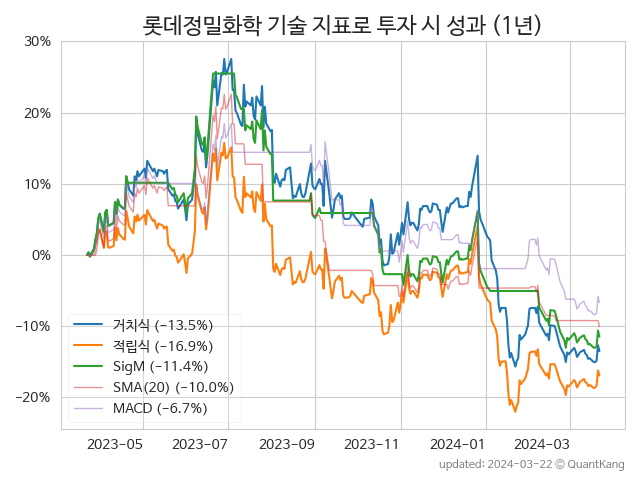 롯데정밀화학 기술 지표로 투자 시 성과 (1년)
30%
20%
10%
0%
−10%
−20%
거치식 (−13.5%)
적립식 (−16.9%)
SigM (−11.4%)
SMA(20) (−10.0%)
MACD (−6.7%)
2023−05
2023−07
2023−09
2023−11
2024−01
2024−03
updated: 2024−03−22 ⓒ QuantKang